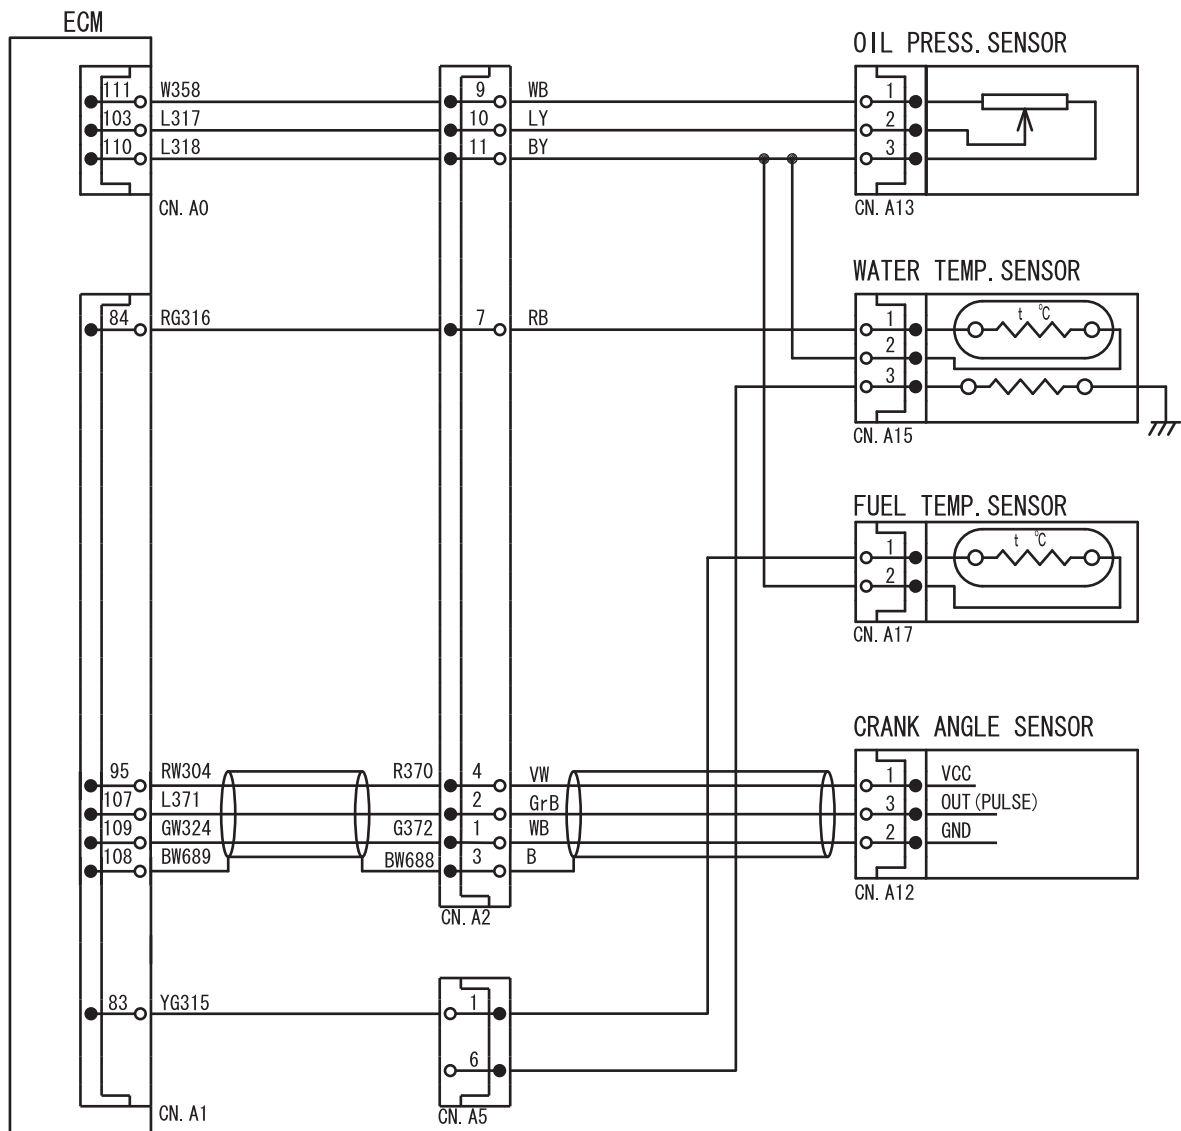 ECM
OIL PRESS. SENSOR
111 W358 9 WB 1
103 L317 10 LY 2
110 L318 11 BY 3
CN. A0
CN. A13
WATER TEMP. SENSOR
84 RG316 7 RB 1 t °C
2
3
CN. A15
FUEL TEMP. SENSOR
1 t °C
2
CN. A17
CRANK ANGLE SENSOR
95 RW304 R370 4 VW 1 VCC
107 L371 2 GrB 3 OUT (PULSE)
109 GW324 G372 1 WB 2 GND
108 BW689 BW688 3 B
CN. A12
CN. A2
83 YG315 1
6
CN. A1
CN. A5